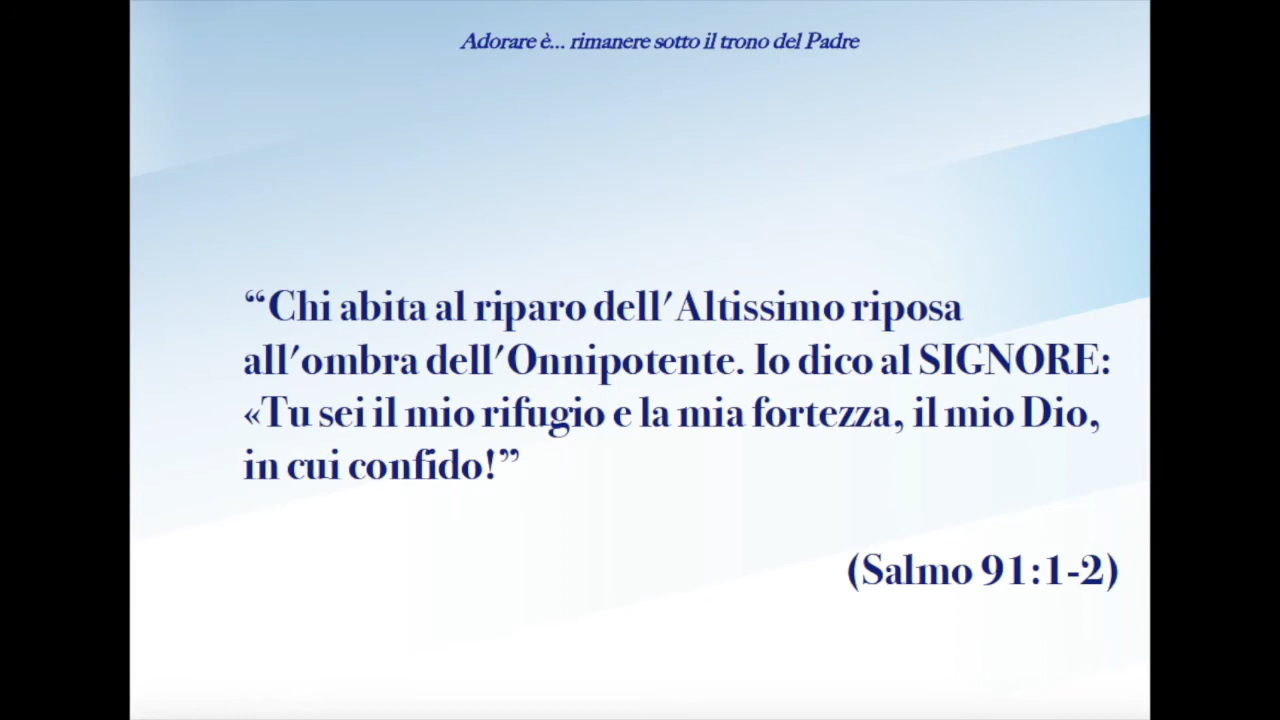 Adorare è... rimanere sotto il trono del Padre
“Chi abita al riparo dell'Altissimo riposa
all'ombra dell'Onnipotente. Io dico al SIGNORE:
«Tu sei il mio rifugio e la mia fortezza, il mio Dio,
in cui confido!”
(Salmo 91:1-2)